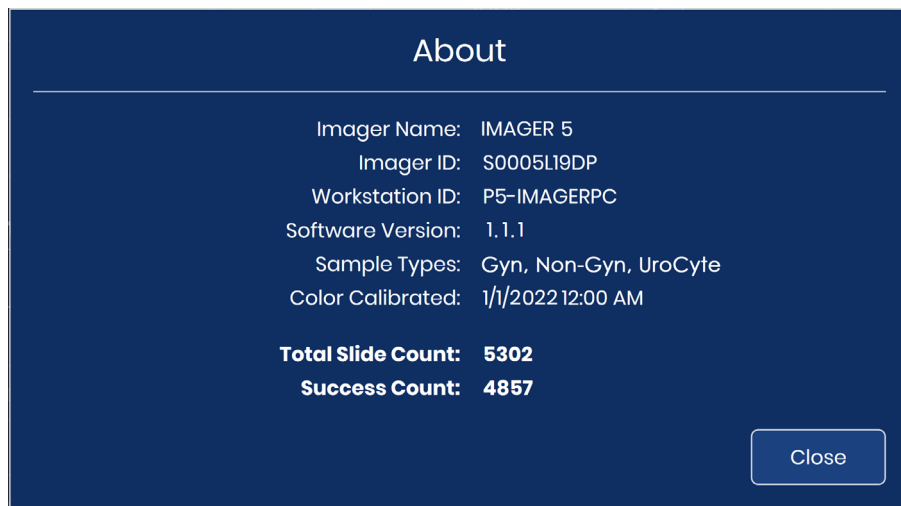 About
Imager Name: IMAGER 5
Imager ID: S0005L19DP
Workstation ID: P5-IMAGERPC
Software Version: 1.1.1
Sample Types: Gyn, Non-Gyn, UroCyte
Color Calibrated: 1/1/2022 12:00 AM
Total Slide Count: 5302
Success Count: 4857
Close